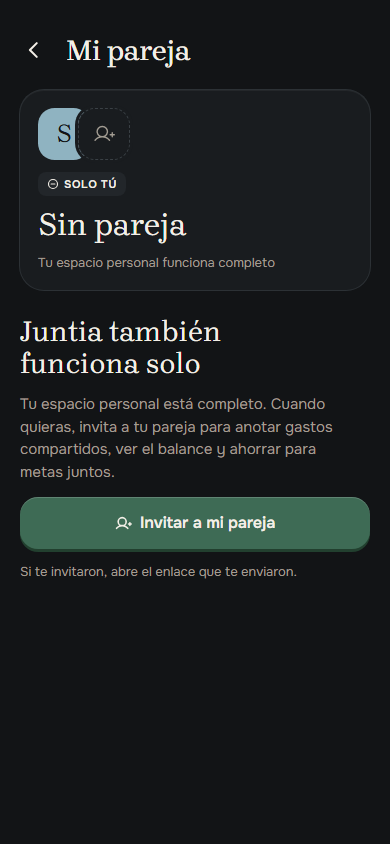 Mi pareja
S
SOLO TÚ
Sin pareja
Tu espacio personal funciona completo
Juntia también
funciona solo
Tu espacio personal está completo. Cuando
quieras, invita a tu pareja para anotar gastos
compartidos, ver el balance y ahorrar para
metas juntos.
Invitar a mi pareja
Si te invitaron, abre el enlace que te enviaron.